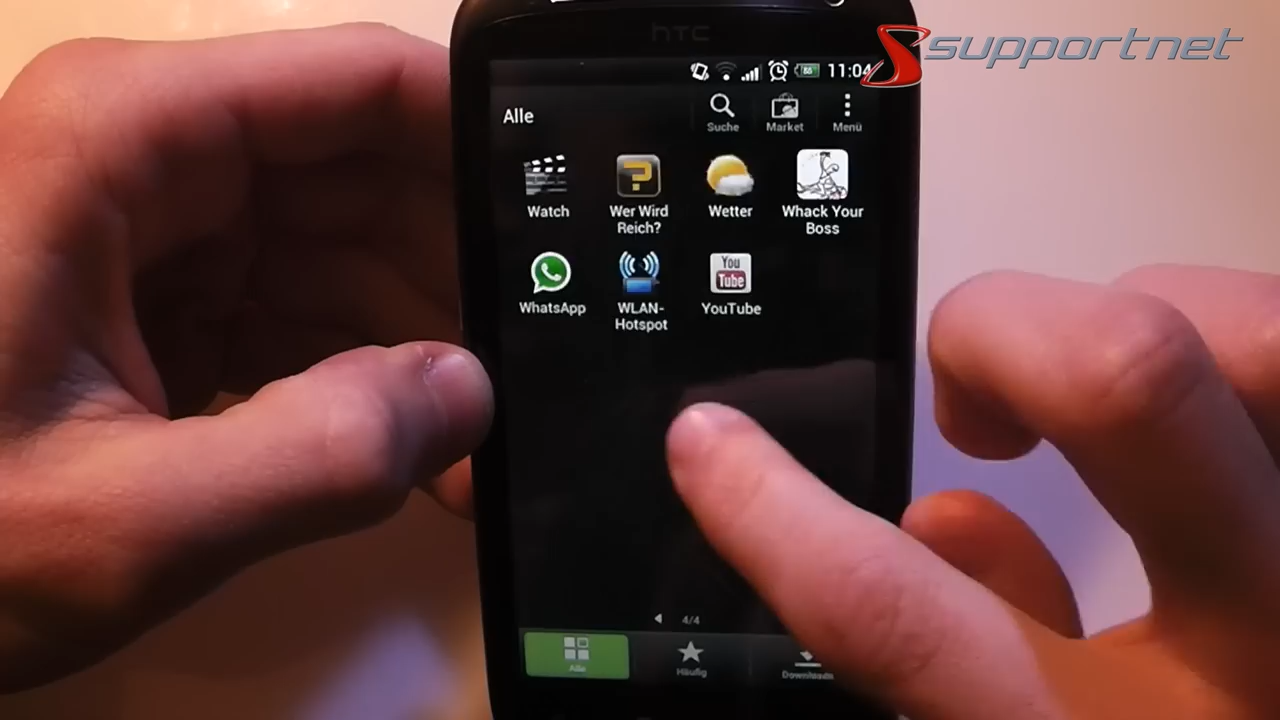 hTC
supportnet
11:04
Alle
Suche
Market
Menü
Watch
Wer Wird
Reich?
Wetter
Whack Your
Boss
WhatsApp
WLAN-
Hotspot
You
Tube
YouTube
4/4
Alle
Häufig
Downloads